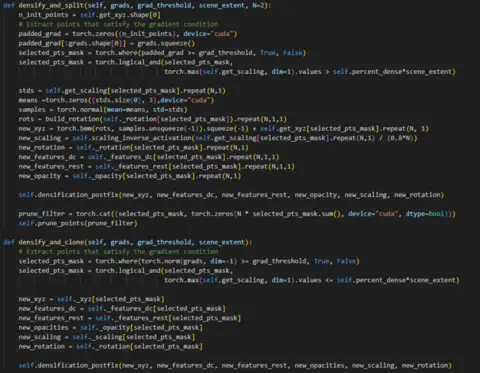 def densify_and_split(self, grads, grad_threshold, scene_extent, N=2):
    n_init_points = self.get_xyz.shape[0]
    # Extract points that satisfy the gradient condition
    padded_grad = torch.zeros((n_init_points), device="cuda")
    padded_grad[:grads.shape[0]] = grads.squeeze()
    selected_pts_mask = torch.where(padded_grad >= grad_threshold, True, False)
    selected_pts_mask = torch.logical_and(selected_pts_mask,
                                          torch.max(self.get_scaling, dim=1).values > self.percent_dense*scene_extent)

    stds = self.get_scaling[selected_pts_mask].repeat(N,1)
    means =torch.zeros((stds.size(0), 3),device="cuda")
    samples = torch.normal(mean=means, std=stds)
    rots = build_rotation(self._rotation[selected_pts_mask]).repeat(N,1,1)
    new_xyz = torch.bmm(rots, samples.unsqueeze(-1)).squeeze(-1) + self.get_xyz[selected_pts_mask].repeat(N, 1)
    new_scaling = self.scaling_inverse_activation(self.get_scaling[selected_pts_mask].repeat(N,1) / (0.8*N))
    new_rotation = self._rotation[selected_pts_mask].repeat(N,1)
    new_features_dc = self._features_dc[selected_pts_mask].repeat(N,1,1)
    new_features_rest = self._features_rest[selected_pts_mask].repeat(N,1,1)
    new_opacity = self._opacity[selected_pts_mask].repeat(N,1)

    self.densification_postfix(new_xyz, new_features_dc, new_features_rest, new_opacity, new_scaling, new_rotation)

    prune_filter = torch.cat((selected_pts_mask, torch.zeros(N * selected_pts_mask.sum(), device="cuda", dtype=bool)))
    self.prune_points(prune_filter)

def densify_and_clone(self, grads, grad_threshold, scene_extent):
    # Extract points that satisfy the gradient condition
    selected_pts_mask = torch.where(torch.norm(grads, dim=-1) >= grad_threshold, True, False)
    selected_pts_mask = torch.logical_and(selected_pts_mask,
                                          torch.max(self.get_scaling, dim=1).values <= self.percent_dense*scene_extent)

    new_xyz = self._xyz[selected_pts_mask]
    new_features_dc = self._features_dc[selected_pts_mask]
    new_features_rest = self._features_rest[selected_pts_mask]
    new_opacities = self._opacity[selected_pts_mask]
    new_scaling = self._scaling[selected_pts_mask]
    new_rotation = self._rotation[selected_pts_mask]

    self.densification_postfix(new_xyz, new_features_dc, new_features_rest, new_opacities, new_scaling, new_rotation)